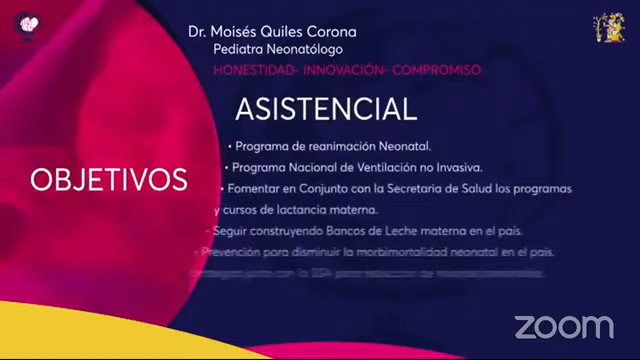 Dr. Moisés Quiles Corona
Pediatra Neonatólogo
HONESTIDAD- INNOVACIÓN- COMPROMISO
ASISTENCIAL
OBJETIVOS
• Programa de reanimación Neonatal.
• Programa Nacional de Ventilación no Invasiva.
• Fomentar en Conjunto con la Secretaria de Salud los programas
y cursos de lactancia materna.
• Seguir construyendo Bancos de Leche materna en el país.
• Prevención para disminuir la morbimortalidad neonatal en el país.
zoom